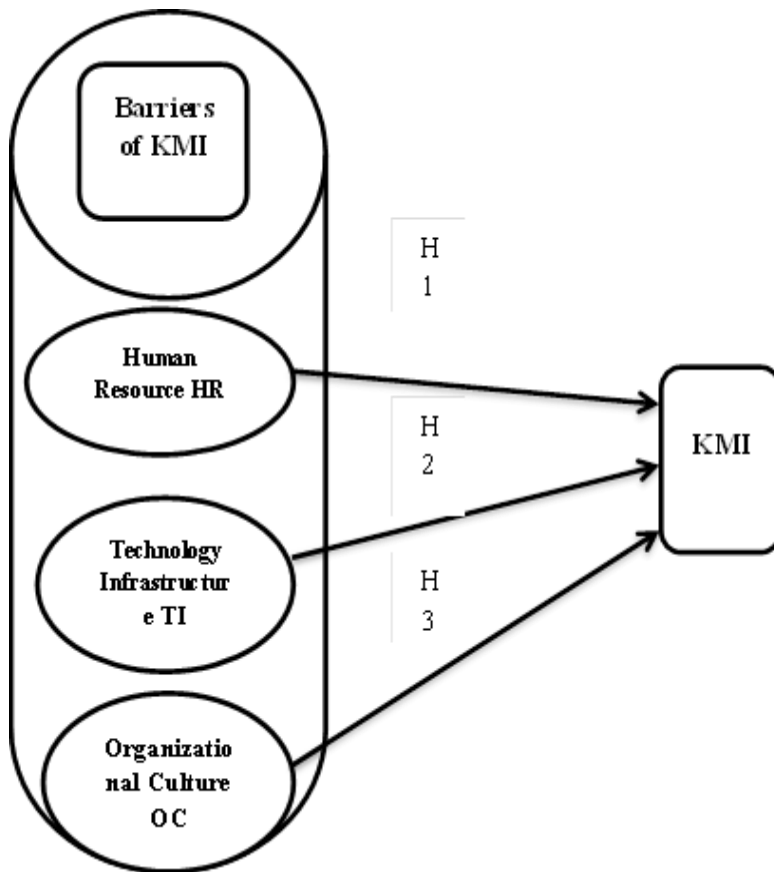 Barriers
of KMI
H
1
Human
Resource HR
H
2
KMI
Technology
Infrastructur
e TI
H
3
Organizatio
nal Culture
OC